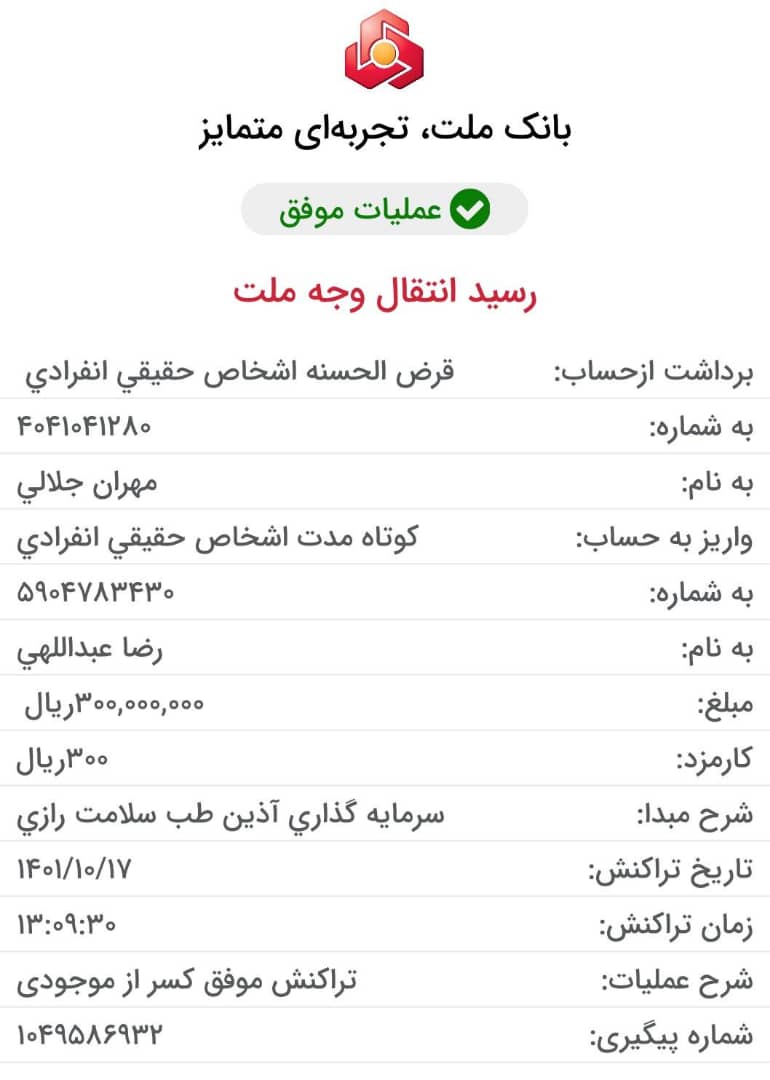 بانک ملت، تجربه‌ای متمایز
عملیات موفق
رسید انتقال وجه ملت
برداشت ازحساب: قرض الحسنه اشخاص حقيقي انفرادي
به شماره: ۴۰۴۱۰۴۱۲۸۰
به نام: مهران جلالي
واریز به حساب: كوتاه مدت اشخاص حقيقي انفرادي
به شماره: ۵۹۰۴۷۸۳۴۳۰
به نام: رضا عبداللهي
مبلغ: ۳۰۰,۰۰۰,۰۰۰ریال
کارمزد: ۳۰۰ریال
شرح مبدا: سرمايه گذاري آذين طب سلامت رازي
تاریخ تراکنش: ۱۴۰۱/۱۰/۱۷
زمان تراکنش: ۱۳:۰۹:۳۰
شرح عملیات: تراکنش موفق کسر از موجودی
شماره پیگیری: ۱۰۴۹۵۸۶۹۳۲